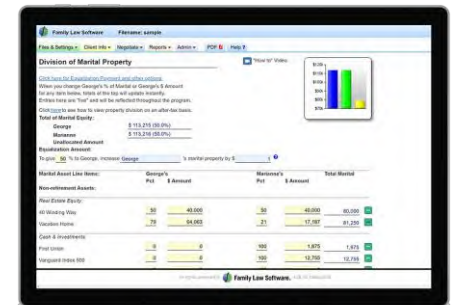 Family Law Software Filename: sample
Files & Settings Client Info Negotiate Reports Admin PDF Help ?
Division of Marital Property "How to" Video
Click here for Equalization Payment and other options
When you change George's % of Marital or George's $ Amount
for any item below, totals at the top will update instantly.
Entries here are "live" and will be reflected throughout the program.
Click here to see how to view property division on an after-tax basis.
Total of Marital Equity:
George $ 113,216 (50.0%)
Marianne $ 113,216 (50.0%)
Unallocated Amount
Equalization Amount:
To give 50 % to George, increase George 's marital property by $
Marital Asset Line Items: George's Marianne's Total Marital
Pct $ Amount Pct $ Amount
Non-retirement Assets:
Real Estate Equity
40 Winding Way 50 40,000 50 40,000 80,000
Vacation Home 79 64,053 21 17,197 81,250
Cash & Investments
First Union 0 0 100 1,975 1,975
Vanguard Index 500 0 0 100 12,755 12,755
Family Law Software.